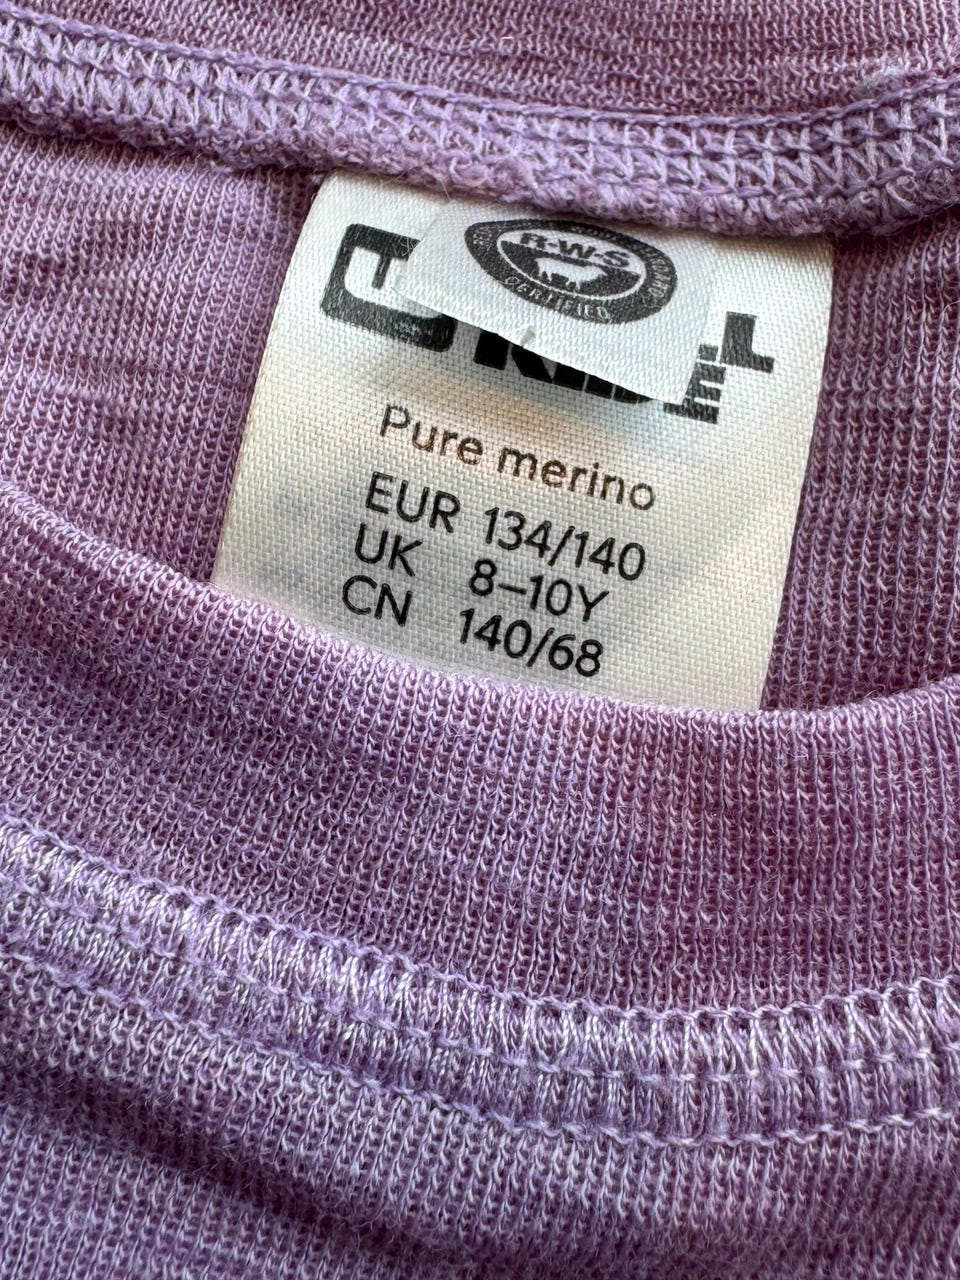 R-W-S
CERTIFIED
Pure merino
EUR 134/140
UK 8–10Y
CN 140/68